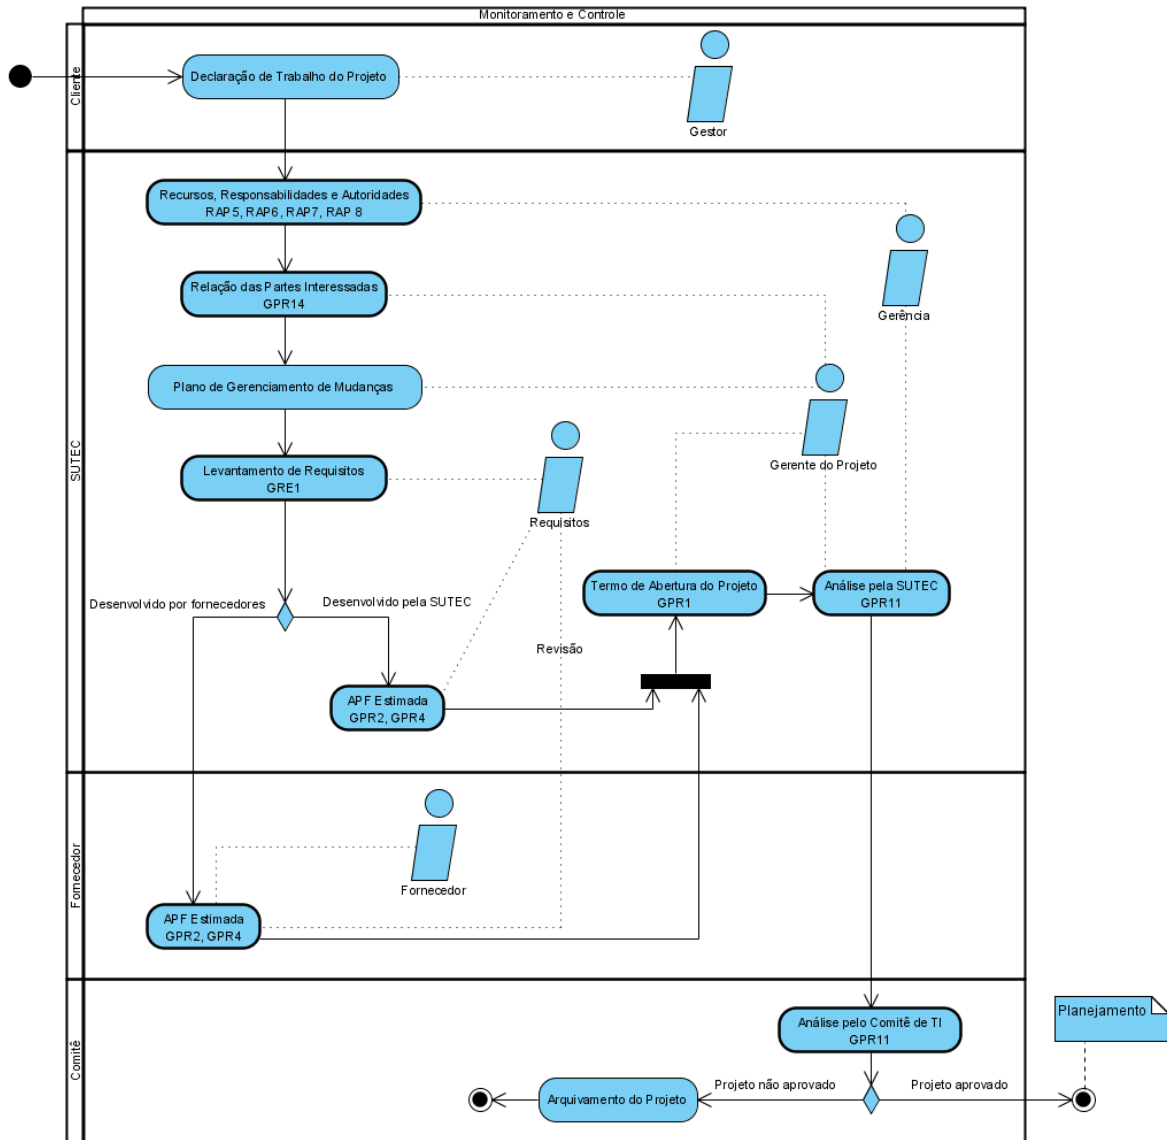 Monitoramento e Controle
Cliente
Declaração de Trabalho do Projeto
Gestor
SUTEC
Recursos, Responsabilidades e Autoridades
RAP5, RAP6, RAP7, RAP 8
Gerência
Relação das Partes Interessadas
GPR14
Plano de Gerenciamento de Mudanças
Gerente do Projeto
Levantamento de Requisitos
GRE1
Requisitos
Desenvolvido por fornecedores
Desenvolvido pela SUTEC
Termo de Abertura do Projeto
GPR1
Análise pela SUTEC
GPR11
Revisão
APF Estimada
GPR2, GPR4
Fornecedor
Fornecedor
APF Estimada
GPR2, GPR4
Comitê
Análise pelo Comitê de TI
GPR11
Planejamento
Projeto não aprovado
Projeto aprovado
Arquivamento do Projeto